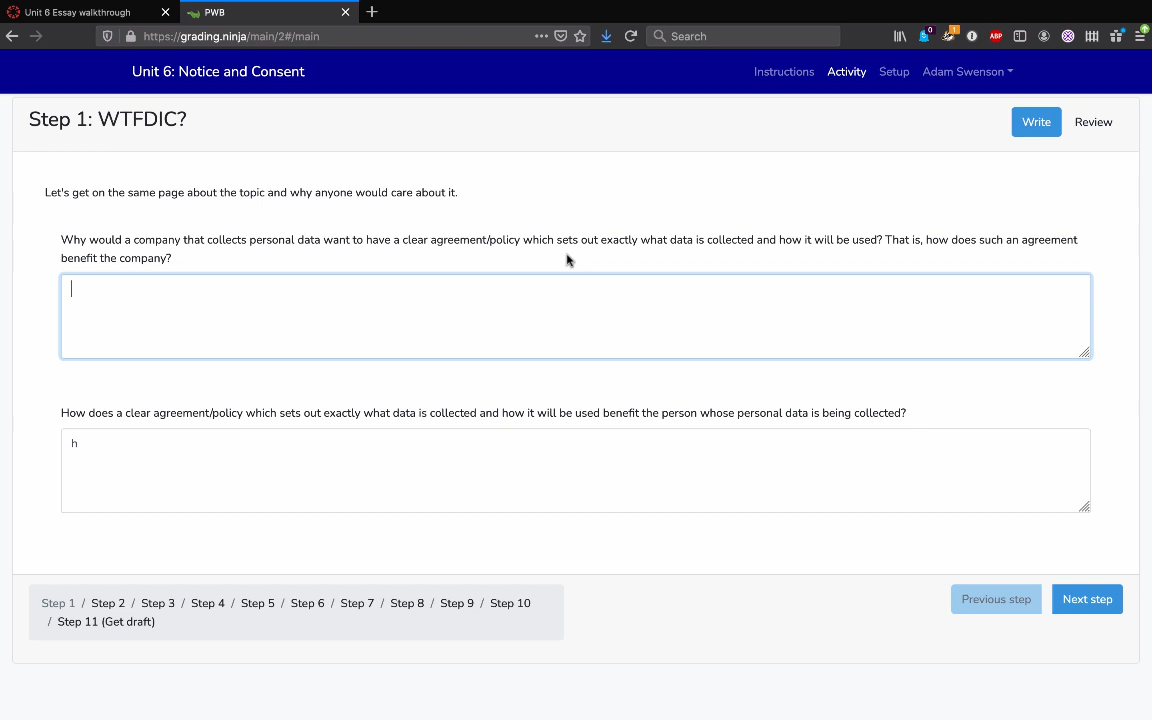 Unit 6 Essay walkthrough
PWB
https://grading.ninja/main/2#/main
Search
0
1
ABP
Unit 6: Notice and Consent
Instructions
Activity
Setup
Adam Swenson
Step 1: WTFDIC?
Write
Review
Let's get on the same page about the topic and why anyone would care about it.
Why would a company that collects personal data want to have a clear agreement/policy which sets out exactly what data is collected and how it will be used? That is, how does such an agreement
benefit the company?
How does a clear agreement/policy which sets out exactly what data is collected and how it will be used benefit the person whose personal data is being collected?
h
Step 1 / Step 2 / Step 3 / Step 4 / Step 5 / Step 6 / Step 7 / Step 8 / Step 9 / Step 10
/ Step 11 (Get draft)
Previous step
Next step